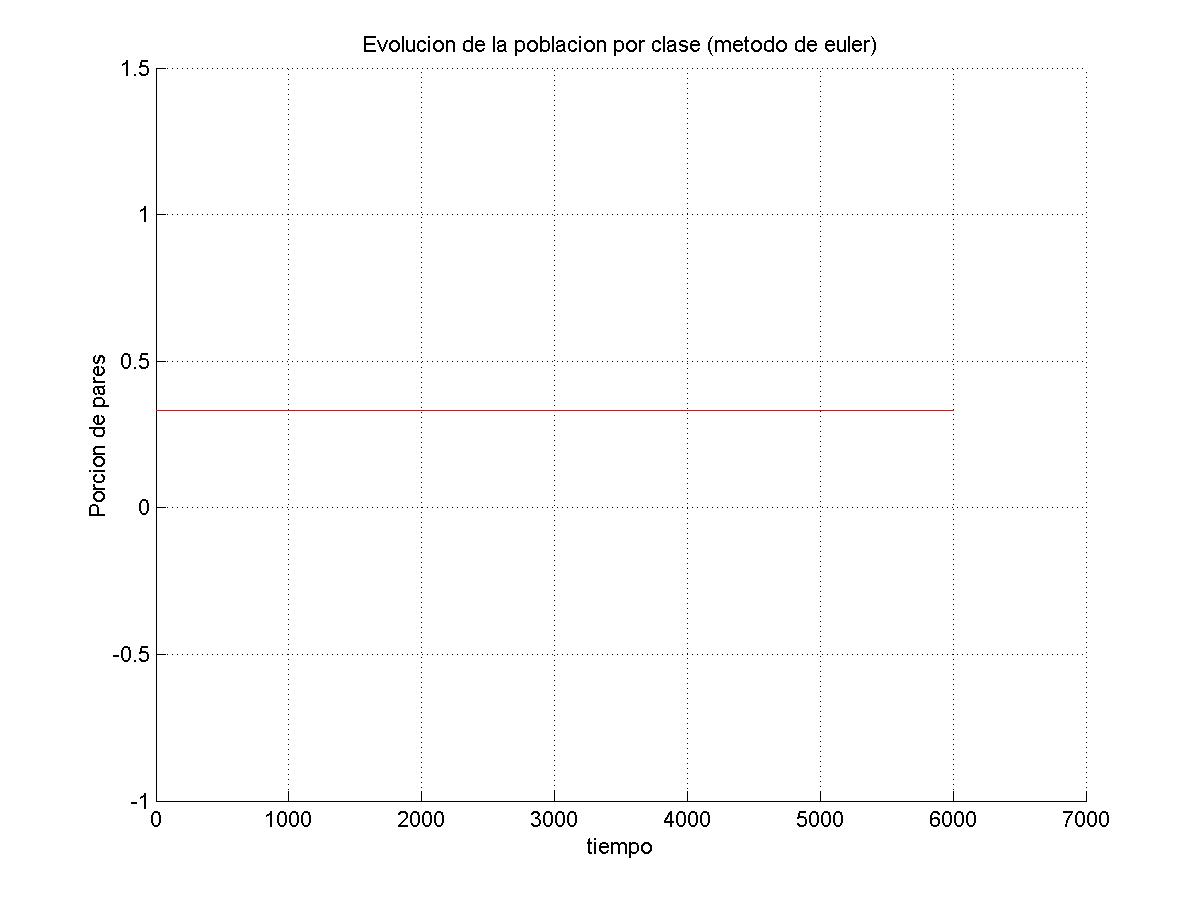 Evolucion de la poblacion por clase (metodo de euler)
1.5
1
0.5
0
-0.5
-1
Porcion de pares
0 1000 2000 3000 4000 5000 6000 7000
tiempo